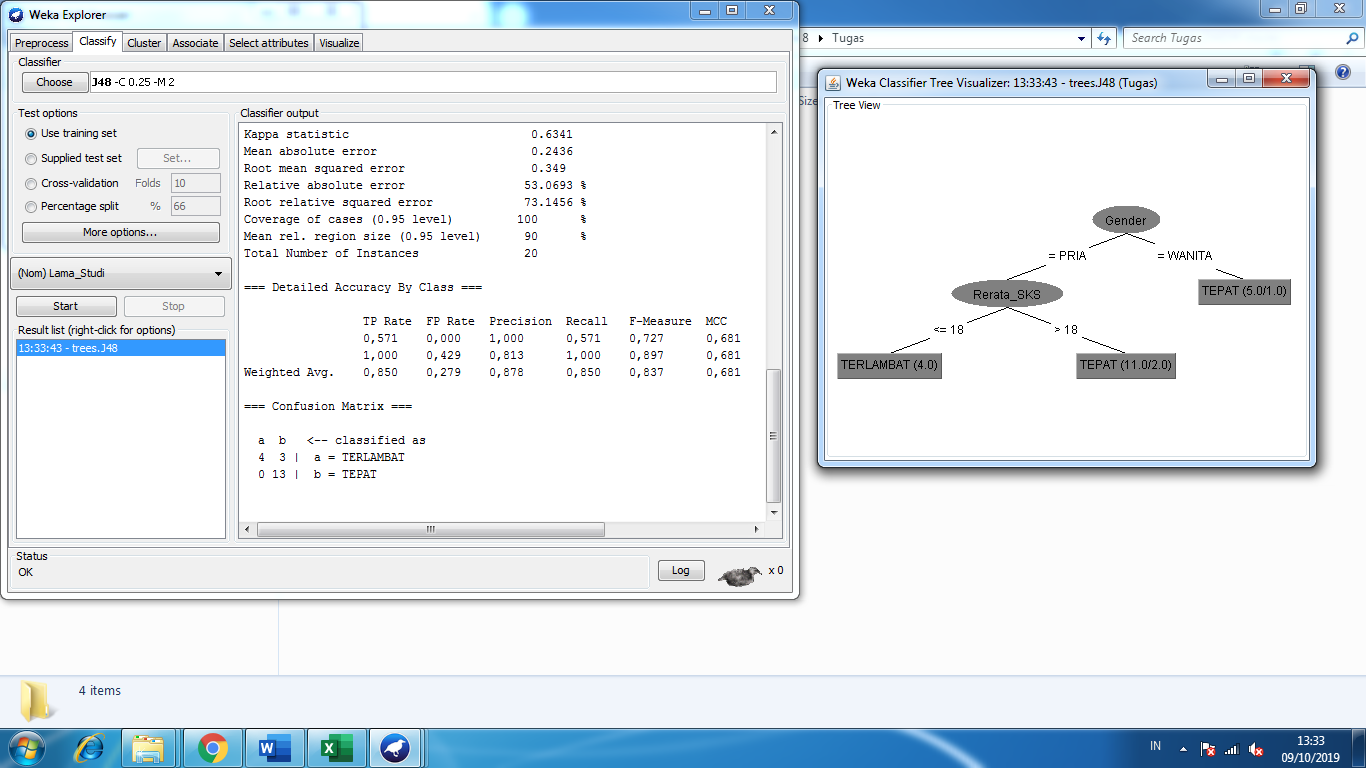 Weka Explorer
Preprocess Classify Cluster Associate Select attributes Visualize
Classifier
Choose J48 -C 0.25 -M 2
Test options
Use training set
Supplied test set Set...
Cross-validation Folds 10
Percentage split % 66
More options...
(Nom) Lama_Studi
Start Stop
Result list (right-click for options)
13:33:43 - trees.J48
Classifier output
Kappa statistic 0.6341
Mean absolute error 0.2436
Root mean squared error 0.349
Relative absolute error 53.0693 %
Root relative squared error 73.1456 %
Coverage of cases (0.95 level) 100 %
Mean rel. region size (0.95 level) 90 %
Total Number of Instances 20
=== Detailed Accuracy By Class ===
TP Rate FP Rate Precision Recall F-Measure MCC
0,571 0,000 1,000 0,571 0,727 0,681
1,000 0,429 0,813 1,000 0,897 0,681
Weighted Avg. 0,850 0,279 0,878 0,850 0,837 0,681
=== Confusion Matrix ===
a b <-- classified as
4 3 | a = TERLAMBAT
0 13 | b = TEPAT
Status
OK
Log x 0
8 Tugas
Search Tugas
Size
Weka Classifier Tree Visualizer: 13:33:43 - trees.J48 (Tugas)
Tree View
Gender
= PRIA = WANITA
Rerata_SKS TEPAT (5.0/1.0)
<= 18 > 18
TERLAMBAT (4.0) TEPAT (11.0/2.0)
4 items
IN
13:33
09/10/2019